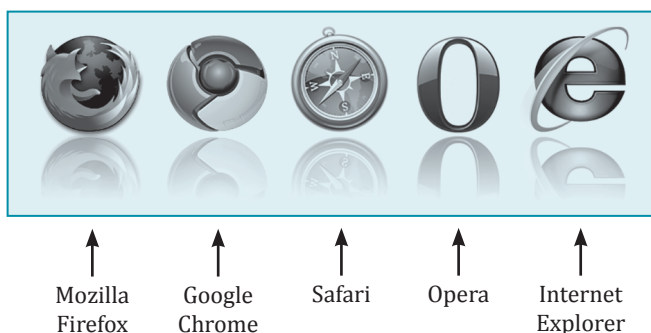 Mozilla Firefox
Google Chrome
Safari
Opera
Internet Explorer